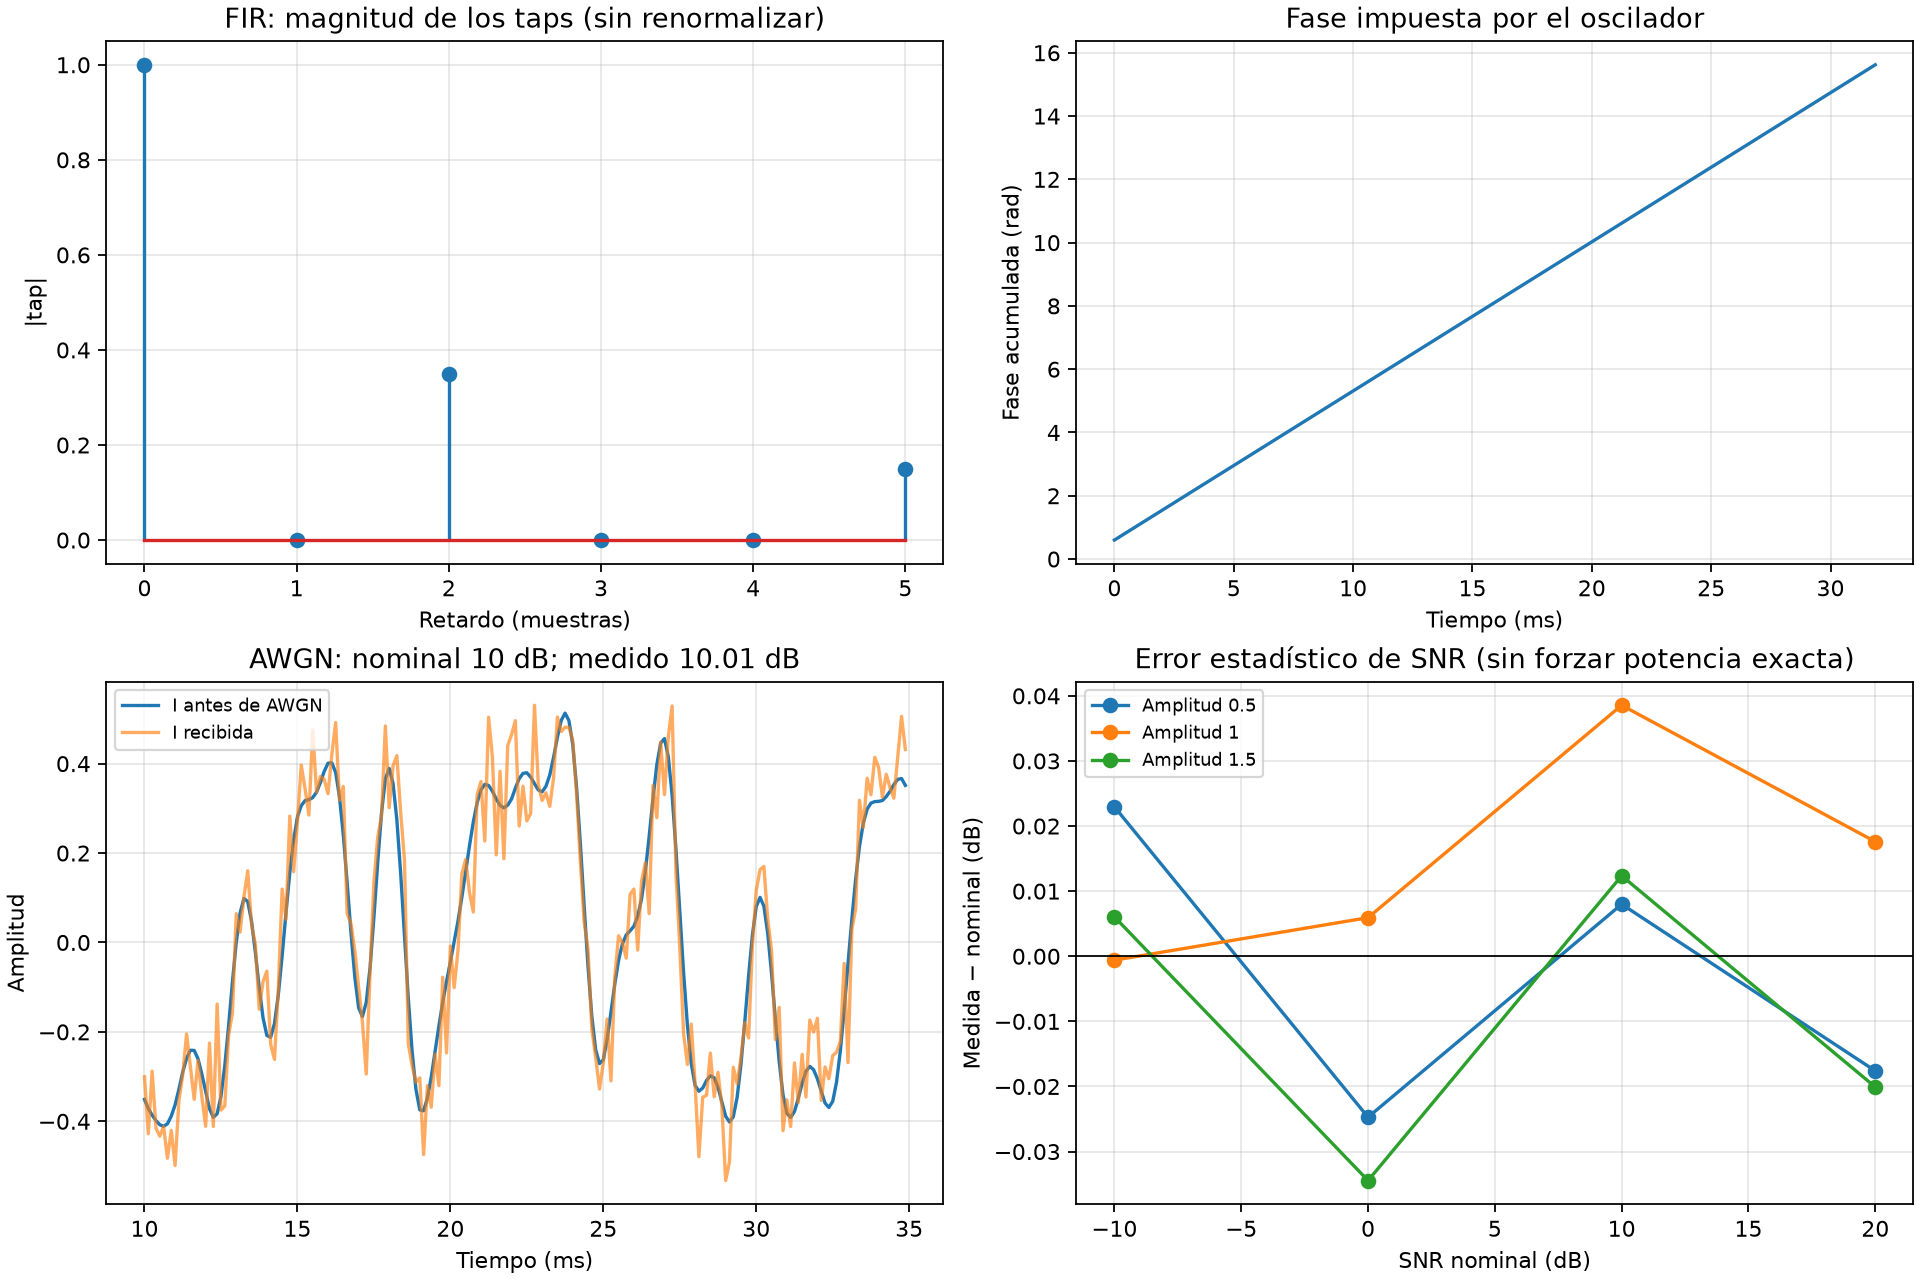 FIR: magnitud de los taps (sin renormalizar)
1.0
0.8
0.6
0.4
0.2
0.0
|tap|
0 1 2 3 4 5
Retardo (muestras)
Fase impuesta por el oscilador
16
14
12
10
8
6
4
2
0
Fase acumulada (rad)
0 5 10 15 20 25 30
Tiempo (ms)
AWGN: nominal 10 dB; medido 10.01 dB
I antes de AWGN
I recibida
0.4
0.2
0.0
−0.2
−0.4
Amplitud
10 15 20 25 30 35
Tiempo (ms)
Error estadístico de SNR (sin forzar potencia exacta)
Amplitud 0.5
Amplitud 1
Amplitud 1.5
0.04
0.03
0.02
0.01
0.00
−0.01
−0.02
−0.03
Medida − nominal (dB)
−10 −5 0 5 10 15 20
SNR nominal (dB)